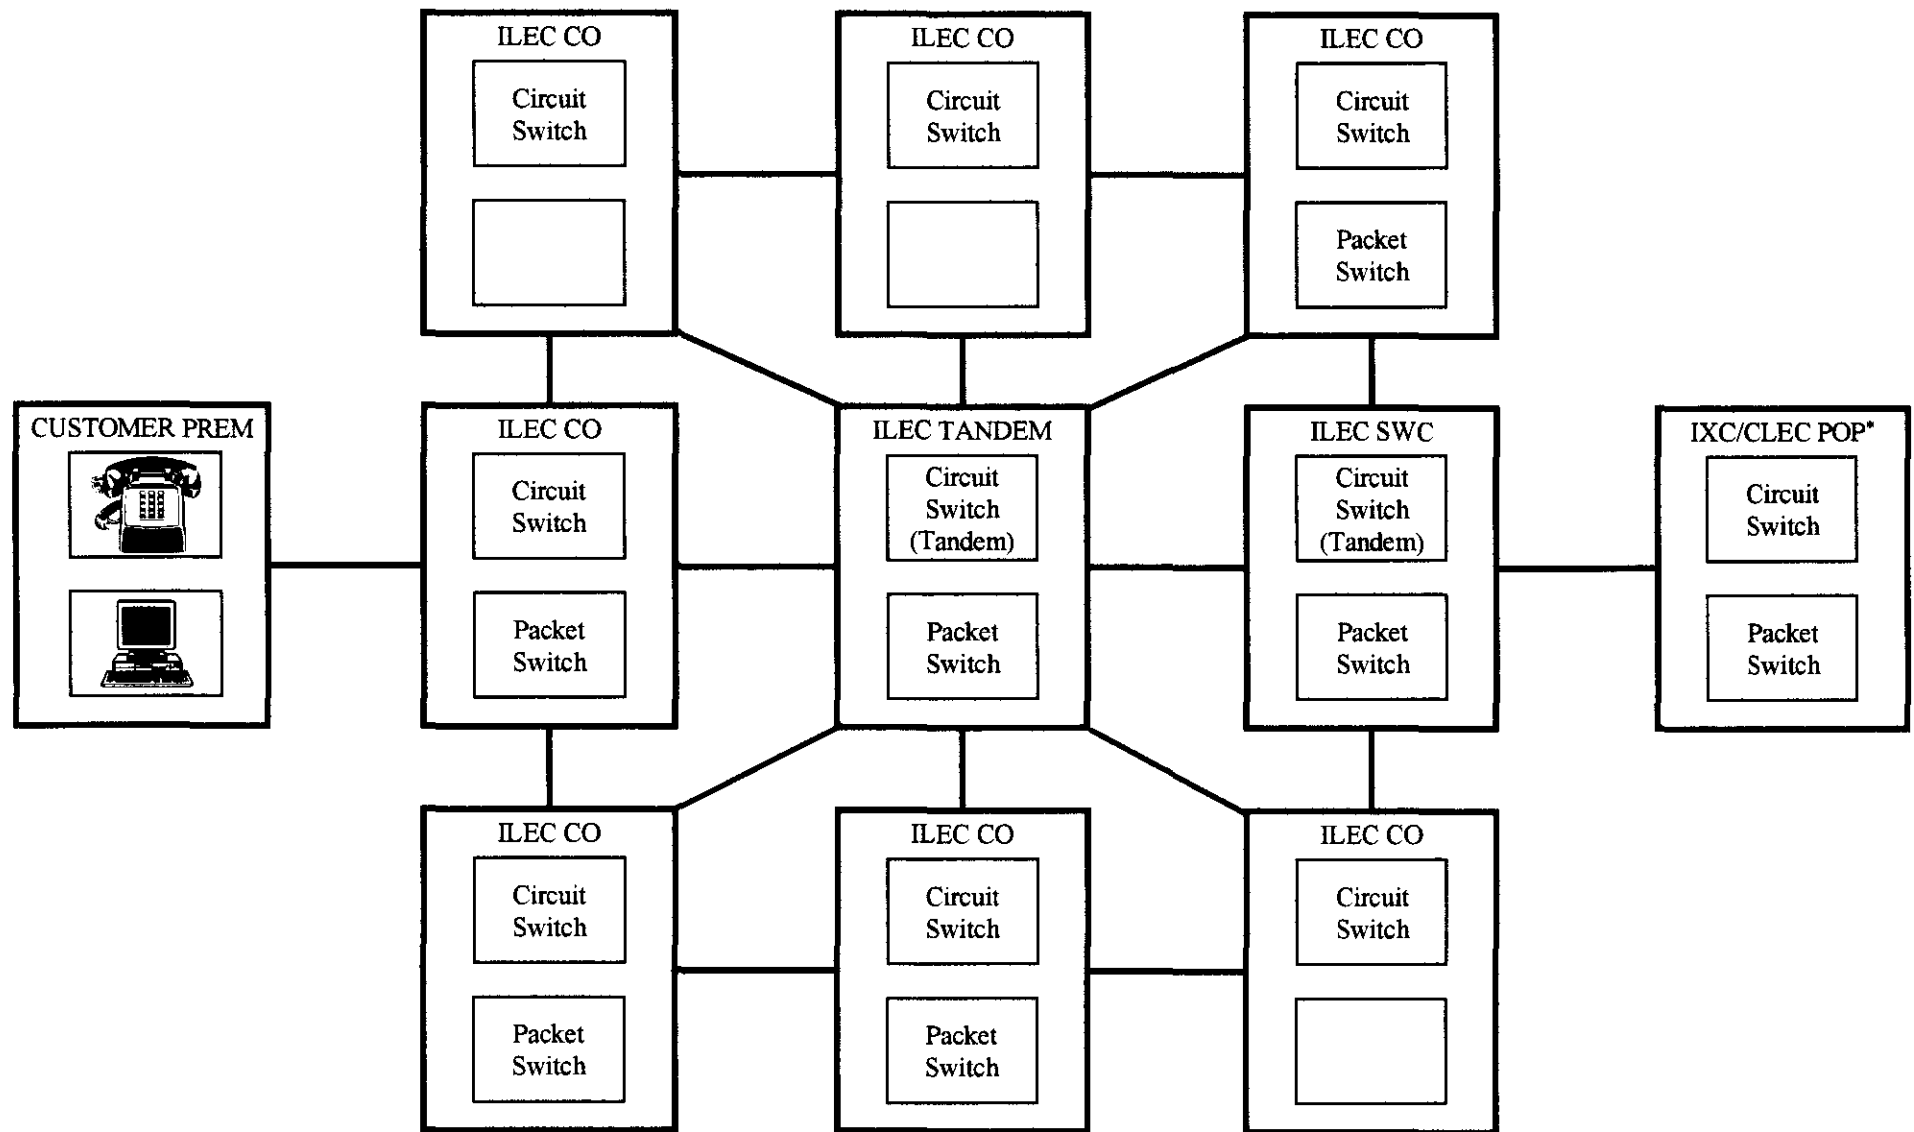 ILEC CO
Circuit
Switch
ILEC CO
Circuit
Switch
ILEC CO
Circuit
Switch
Packet
Switch
CUSTOMER PREM
ILEC CO
Circuit
Switch
Packet
Switch
ILEC TANDEM
Circuit
Switch
(Tandem)
Packet
Switch
ILEC SWC
Circuit
Switch
(Tandem)
Packet
Switch
IXC/CLEC POP*
Circuit
Switch
Packet
Switch
ILEC CO
Circuit
Switch
Packet
Switch
ILEC CO
Circuit
Switch
Packet
Switch
ILEC CO
Circuit
Switch